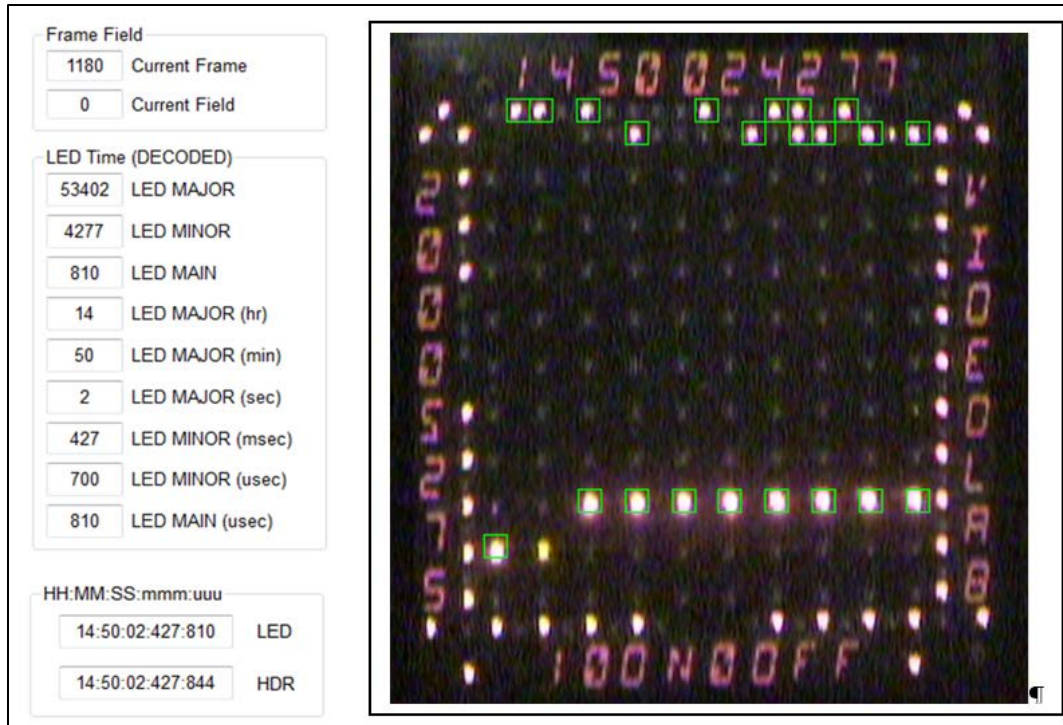 Frame Field
1180 Current Frame
0 Current Field
LED Time (DECODED)
53402 LED MAJOR
4277 LED MINOR
810 LED MAIN
14 LED MAJOR (hr)
50 LED MAJOR (min)
2 LED MAJOR (sec)
427 LED MINOR (msec)
700 LED MINOR (usec)
810 LED MAIN (usec)
HH:MM:SS:mmm:uuu
14:50:02:427:810 LED
14:50:02:427:844 HDR
1450024277
20005275
VIDEOLAB
100N00FF
¶